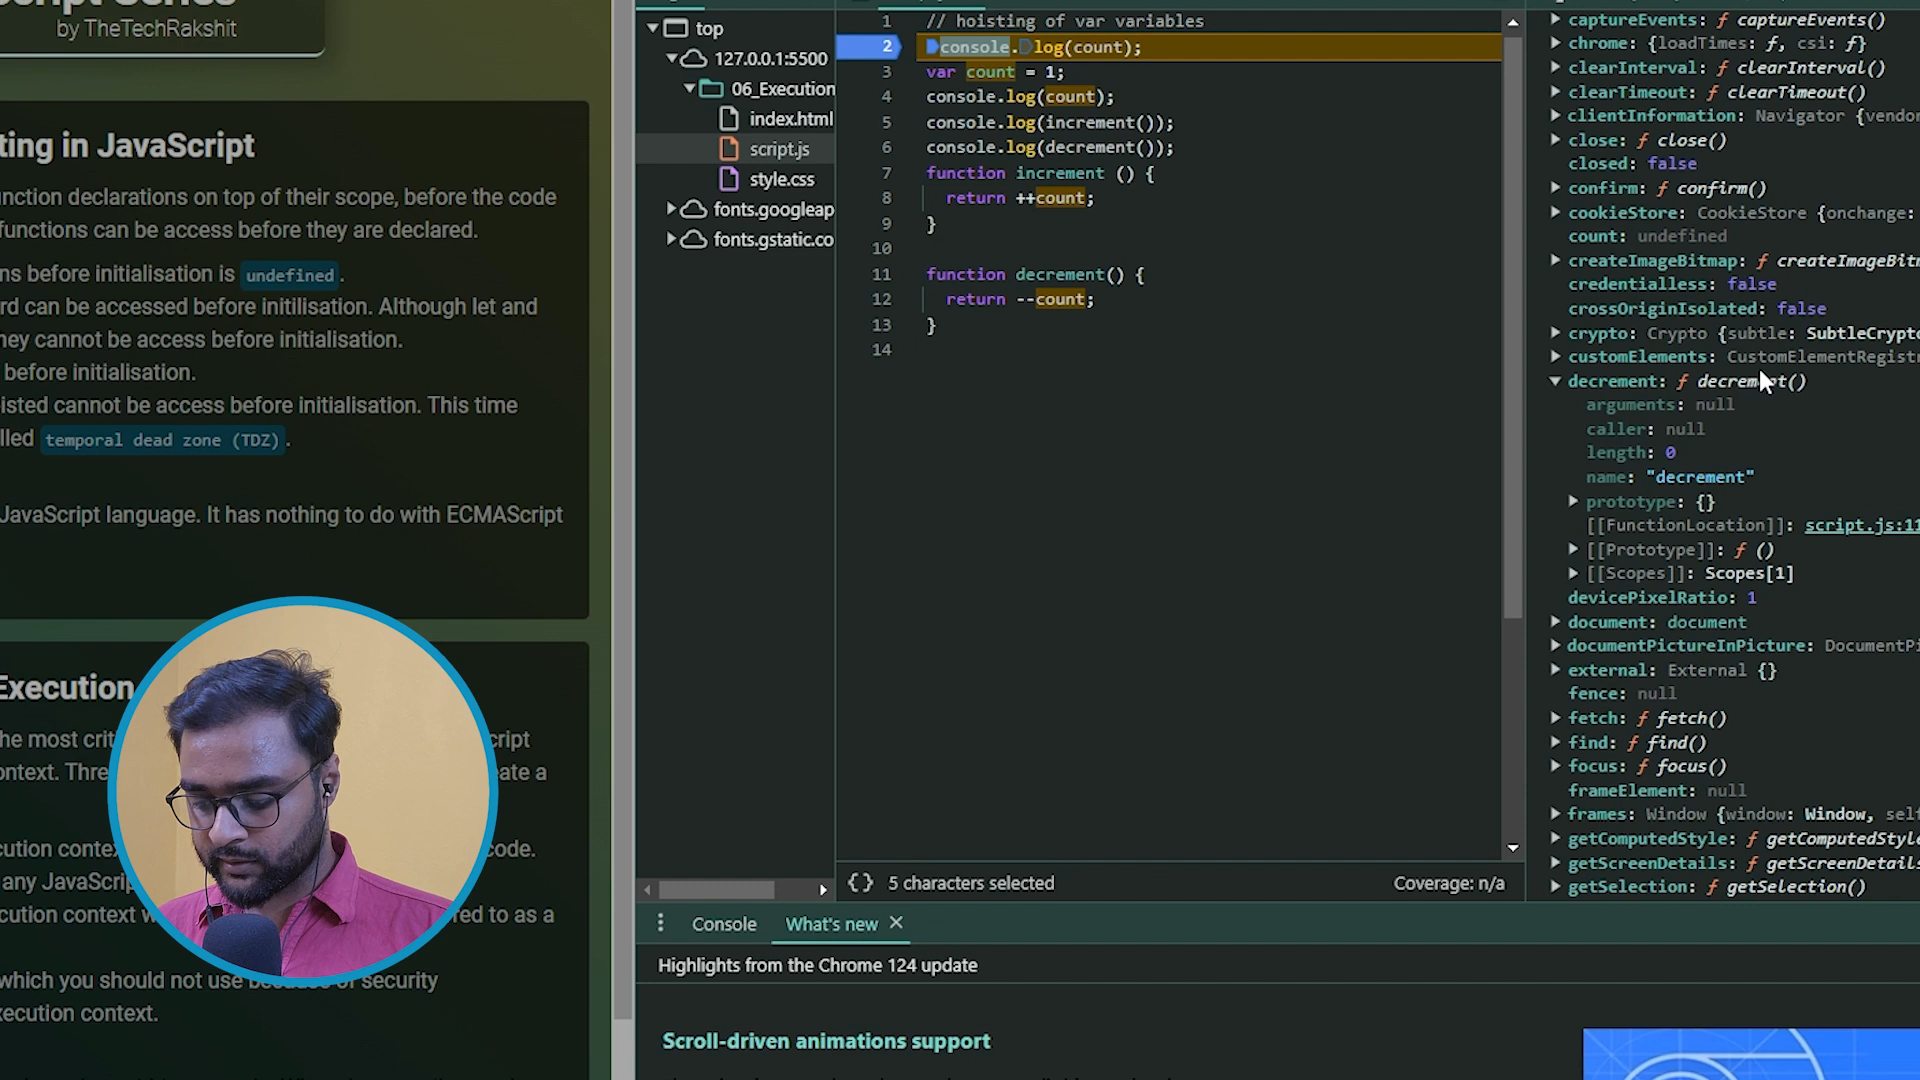 by TheTechRakshit
ting in JavaScript
unction declarations on top of their scope, before the code
functions can be access before they are declared.
ns before initialisation is undefined.
rd can be accessed before initilisation. Although let and
hey cannot be access before initialisation.
before initialisation.
isted cannot be access before initialisation. This time
lled temporal dead zone (TDZ).
JavaScript language. It has nothing to do with ECMAScript
Execution
he most crit
cript
ontext. Thre
eate a
cution conte
code.
any JavaScrip
cution context w
red to as a
which you should not use because of security
ecution context.
top
127.0.0.1:5500
06_Execution
index.html
script.js
style.css
fonts.googleap
fonts.gstatic.co
1 // hoisting of var variables
2 console.log(count);
3 var count = 1;
4 console.log(count);
5 console.log(increment());
6 console.log(decrement());
7 function increment () {
8 return ++count;
9 }
10
11 function decrement() {
12 return --count;
13 }
14
{} 5 characters selected
Coverage: n/a
captureEvents: ƒ captureEvents()
chrome: {loadTimes: ƒ, csi: ƒ}
clearInterval: ƒ clearInterval()
clearTimeout: ƒ clearTimeout()
clientInformation: Navigator {vendor
close: ƒ close()
closed: false
confirm: ƒ confirm()
cookieStore: CookieStore {onchange:
count: undefined
createImageBitmap: ƒ createImageBitm
credentialless: false
crossOriginIsolated: false
crypto: Crypto {subtle: SubtleCrypto
customElements: CustomElementRegistr
decrement: ƒ decrement()
arguments: null
caller: null
length: 0
name: "decrement"
prototype: {}
[[FunctionLocation]]: script.js:11
[[Prototype]]: ƒ ()
[[Scopes]]: Scopes[1]
devicePixelRatio: 1
document: document
documentPictureInPicture: DocumentPi
external: External {}
fence: null
fetch: ƒ fetch()
find: ƒ find()
focus: ƒ focus()
frameElement: null
frames: Window {window: Window, self
getComputedStyle: ƒ getComputedStyle
getScreenDetails: ƒ getScreenDetails
getSelection: ƒ getSelection()
Console
What's new
Highlights from the Chrome 124 update
Scroll-driven animations support